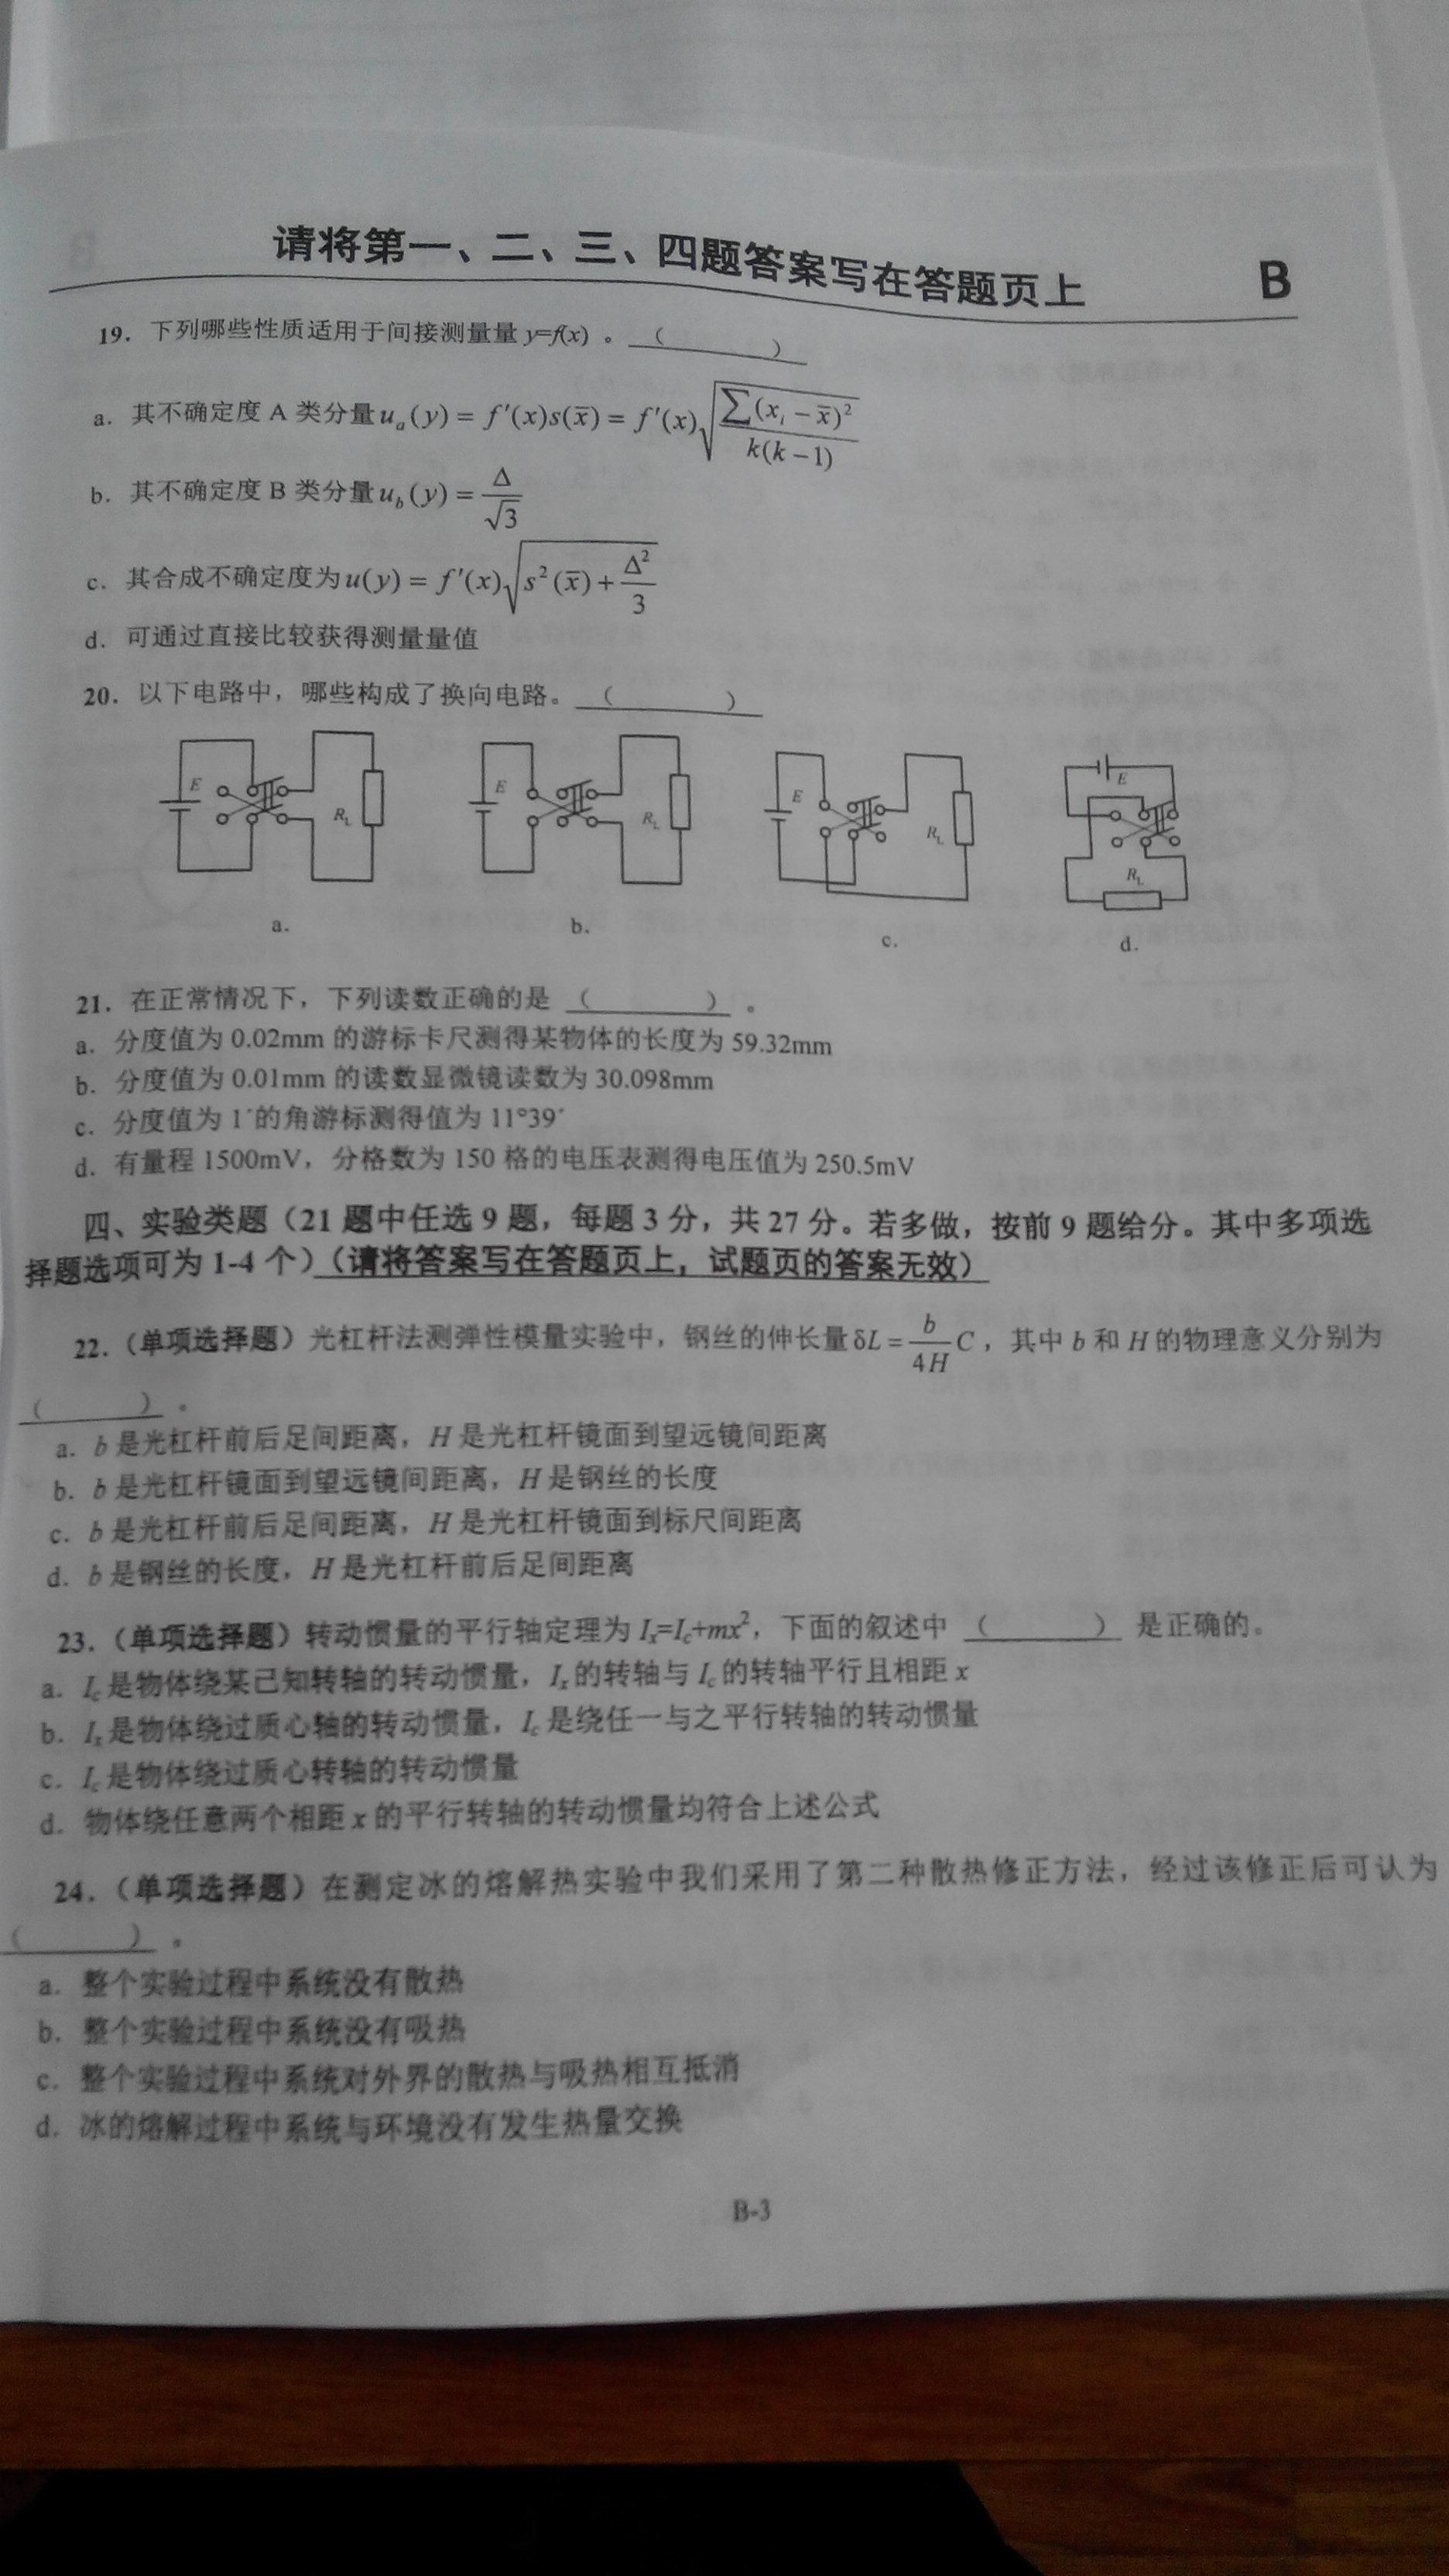 请将第一、二、三、四题答案写在答题页上 B
19. 下列哪些性质适用于间接测量量 y=f(x) 。 ( )
a. 其不确定度 A 类分量 uₐ(y) = f′(x)s(x̄) = f′(x)√(∑(xᵢ − x̄)² / k(k−1))
b. 其不确定度 B 类分量 u_b(y) = Δ/√3
c. 其合成不确定度为 u(y) = f′(x)√(s²(x̄) + Δ²/3)
d. 可通过直接比较获得测量量值
20. 以下电路中，哪些构成了换向电路。 ( )
E R_L E R_L E R_L E R_L
a. b. c. d.
21. 在正常情况下，下列读数正确的是 ( ) 。
a. 分度值为 0.02mm 的游标卡尺测得某物体的长度为 59.32mm
b. 分度值为 0.01mm 的读数显微镜读数为 30.098mm
c. 分度值为 1′的角游标测得值为 11°39′
d. 有量程 1500mV，分格数为 150 格的电压表测得电压值为 250.5mV
四、实验类题（21 题中任选 9 题，每题 3 分，共 27 分。若多做，按前 9 题给分。其中多项选
择题选项可为 1-4 个）（请将答案写在答题页上，试题页的答案无效）
22.（单项选择题）光杠杆法测弹性模量实验中，钢丝的伸长量 δL = b/4H C，其中 b 和 H 的物理意义分别为
( ) 。
a. b 是光杠杆前后足间距离，H 是光杠杆镜面到望远镜间距离
b. b 是光杠杆镜面到望远镜间距离，H 是钢丝的长度
c. b 是光杠杆前后足间距离，H 是光杠杆镜面到标尺间距离
d. b 是钢丝的长度，H 是光杠杆前后足间距离
23.（单项选择题）转动惯量的平行轴定理为 Iₓ=I_c+mx²，下面的叙述中 ( ) 是正确的。
a. I_c 是物体绕某已知转轴的转动惯量，Iₓ 的转轴与 I_c 的转轴平行且相距 x
b. Iₓ 是物体绕过质心轴的转动惯量，I_c 是绕任一与之平行转轴的转动惯量
c. I_c 是物体绕过质心转轴的转动惯量
d. 物体绕任意两个相距 x 的平行转轴的转动惯量均符合上述公式
24.（单项选择题）在测定冰的熔解热实验中我们采用了第二种散热修正方法，经过该修正后可认为
( ) 。
a. 整个实验过程中系统没有散热
b. 整个实验过程中系统没有吸热
c. 整个实验过程中系统对外界的散热与吸热相互抵消
d. 冰的熔解过程中系统与环境没有发生热量交换
B-3